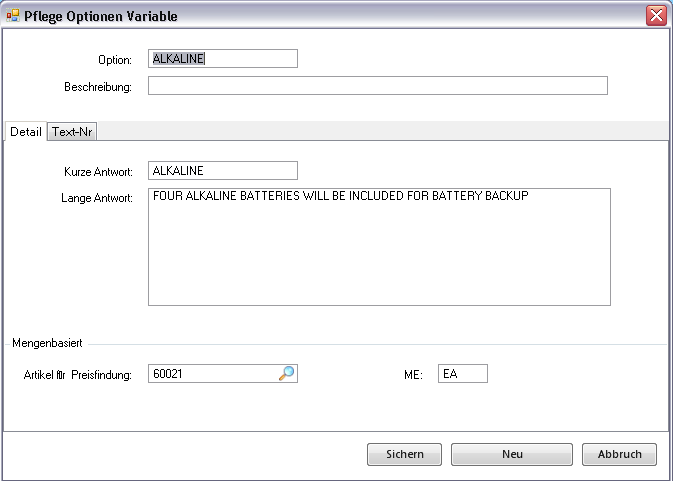 Pflege Optionen Variable
Option: ALKALINE
Beschreibung:
Detail Text-Nr
Kurze Antwort: ALKALINE
Lange Antwort: FOUR ALKALINE BATTERIES WILL BE INCLUDED FOR BATTERY BACKUP
Mengenbasiert
Artikel für Preisfindung: 60021 ME: EA
Sichern Neu Abbruch